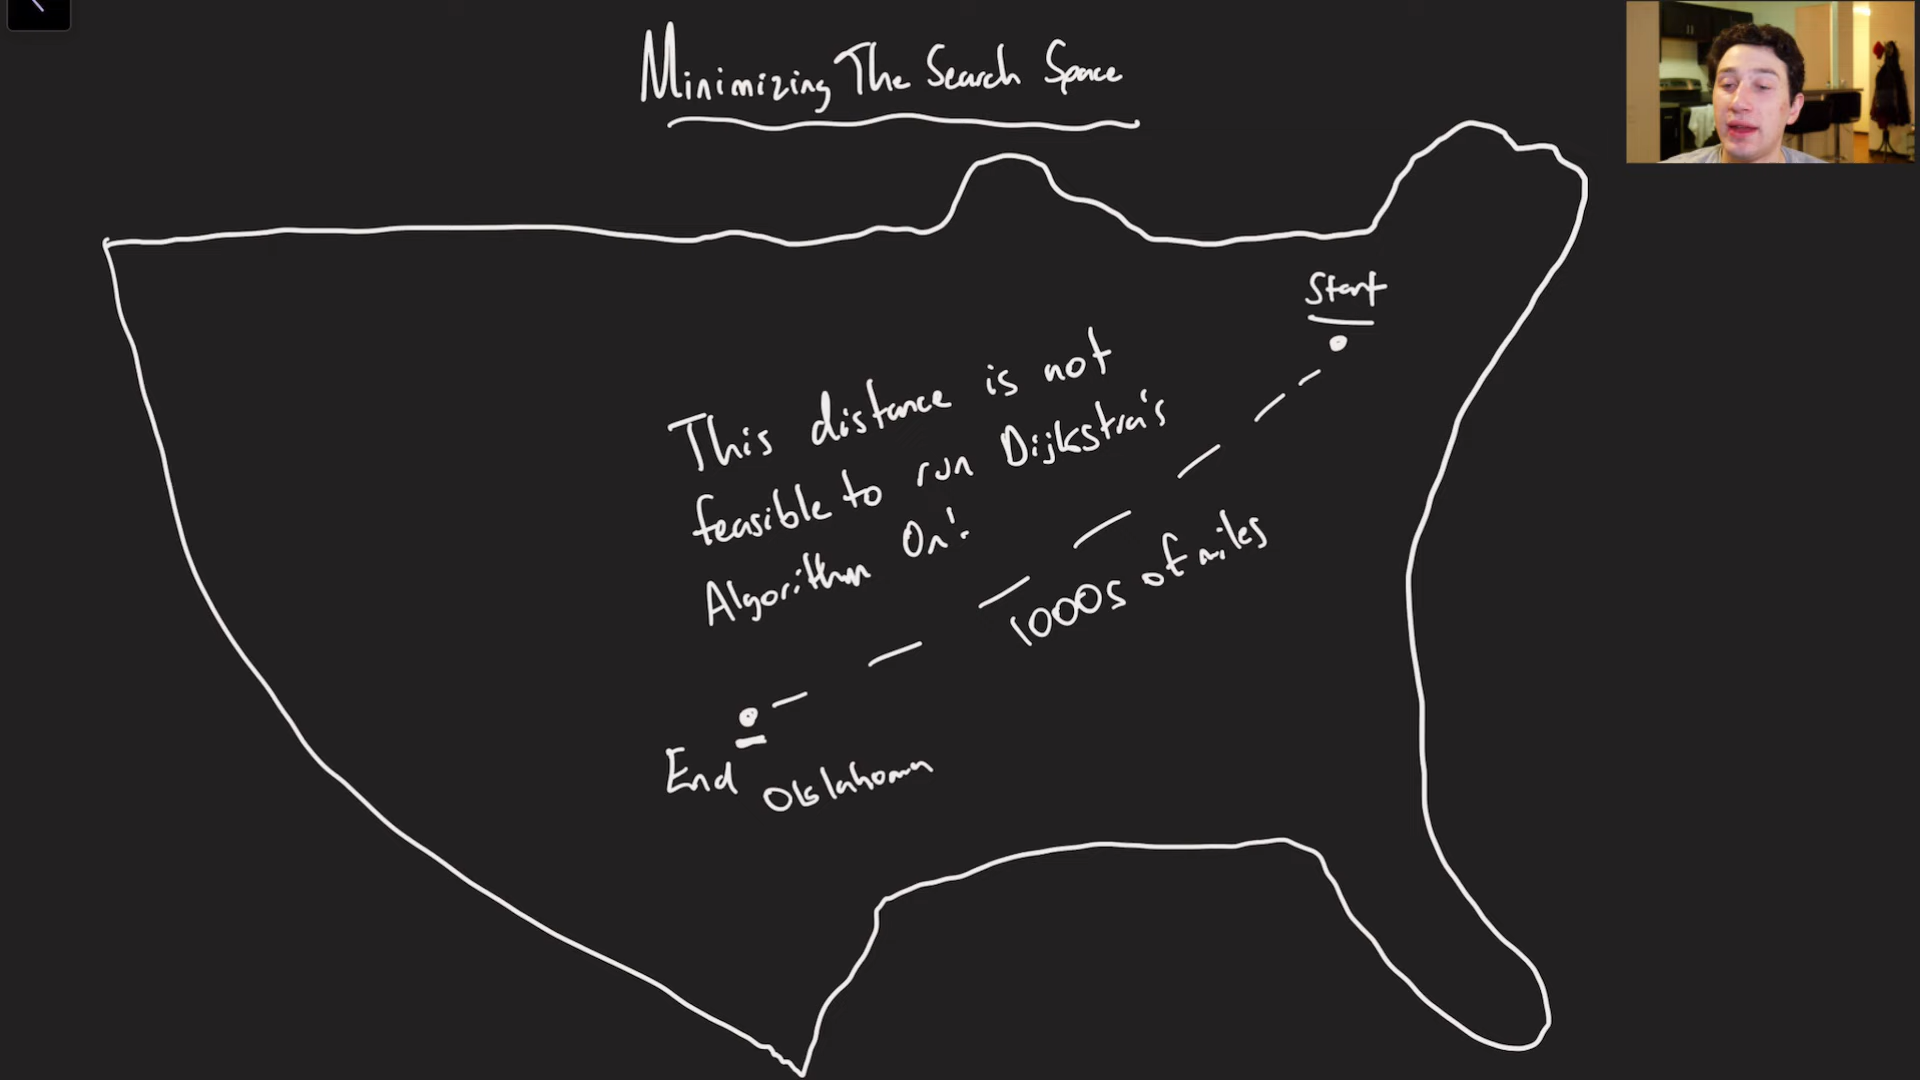 Minimizing The Search Space
Start
This distance is not
feasible to run Dijkstra's
Algorithm On!
1000s of miles
End
Oklahoma